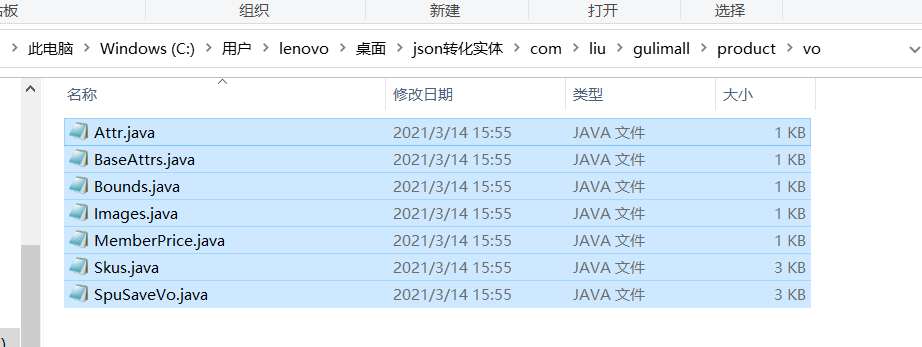 组织 新建 打开 选择
此电脑 > Windows (C:) > 用户 > lenovo > 桌面 > json转化实体 > com > liu > gulimall > product > vo
名称 修改日期 类型 大小
Attr.java 2021/3/14 15:55 JAVA 文件 1 KB
BaseAttrs.java 2021/3/14 15:55 JAVA 文件 1 KB
Bounds.java 2021/3/14 15:55 JAVA 文件 1 KB
Images.java 2021/3/14 15:55 JAVA 文件 1 KB
MemberPrice.java 2021/3/14 15:55 JAVA 文件 1 KB
Skus.java 2021/3/14 15:55 JAVA 文件 3 KB
SpuSaveVo.java 2021/3/14 15:55 JAVA 文件 3 KB